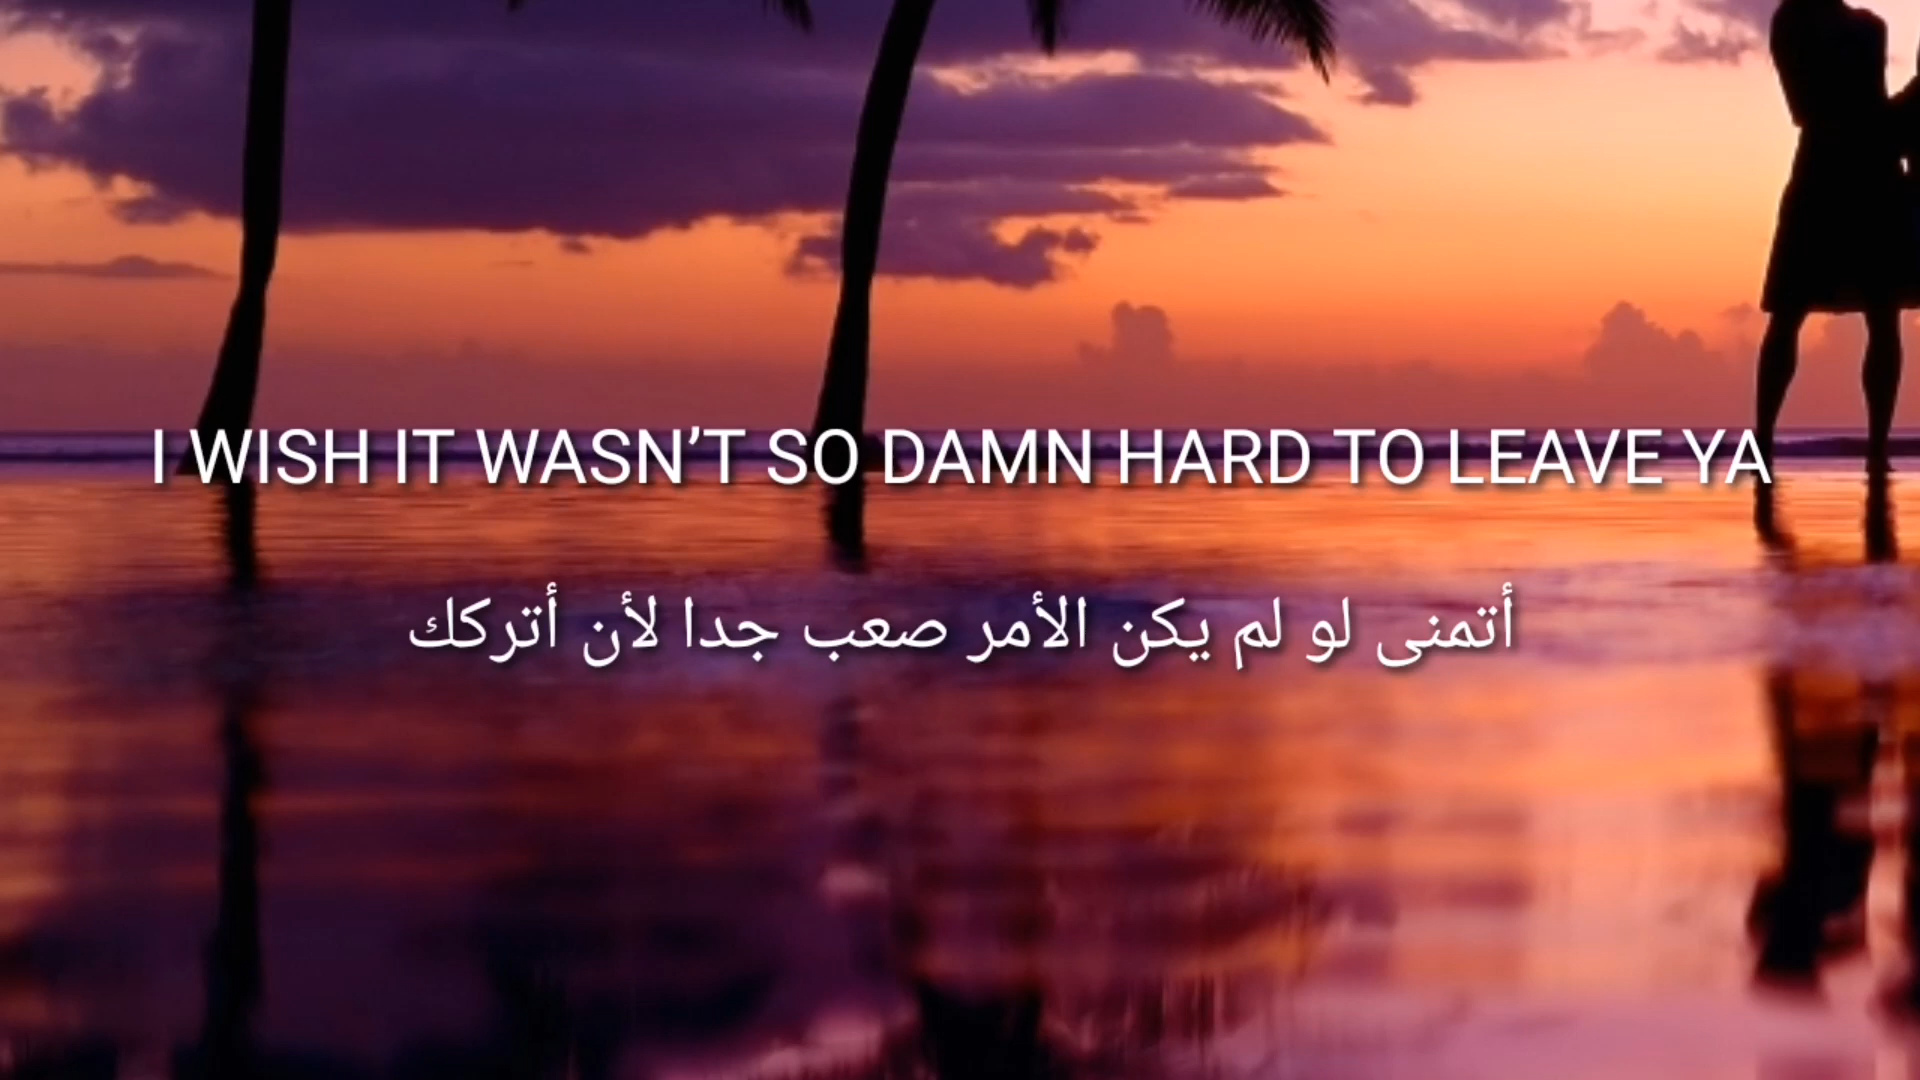 I WISH IT WASN’T SO DAMN HARD TO LEAVE YA
أتمنى لو لم يكن الأمر صعب جدا لأن أتركك